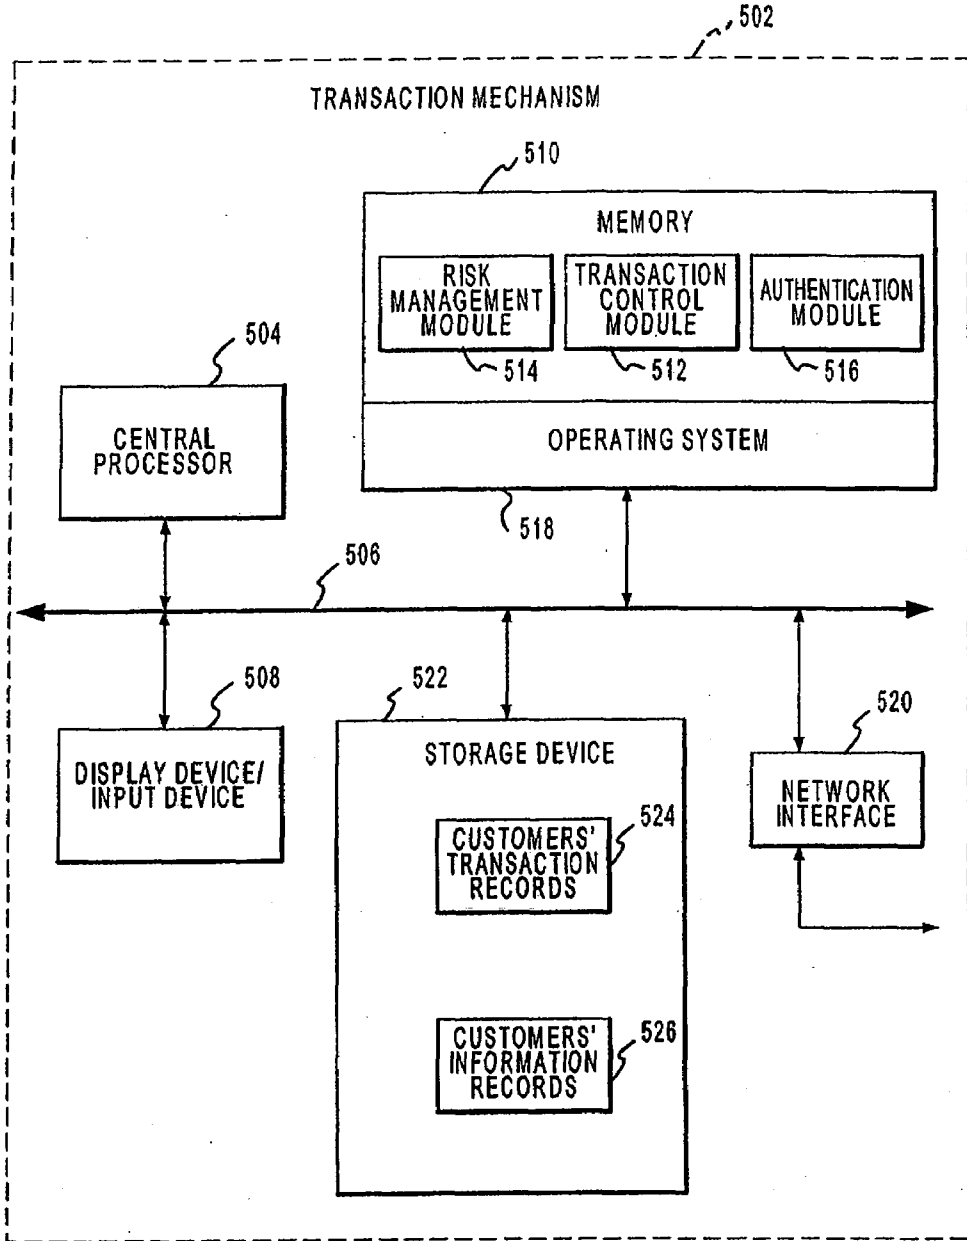 502
TRANSACTION MECHANISM
510
MEMORY
RISK
MANAGEMENT
MODULE
TRANSACTION
CONTROL
MODULE
AUTHENTICATION
MODULE
514
512
516
504
CENTRAL
PROCESSOR
OPERATING SYSTEM
518
506
508
DISPLAY DEVICE/
INPUT DEVICE
522
STORAGE DEVICE
520
NETWORK
INTERFACE
524
CUSTOMERS'
TRANSACTION
RECORDS
526
CUSTOMERS'
INFORMATION
RECORDS